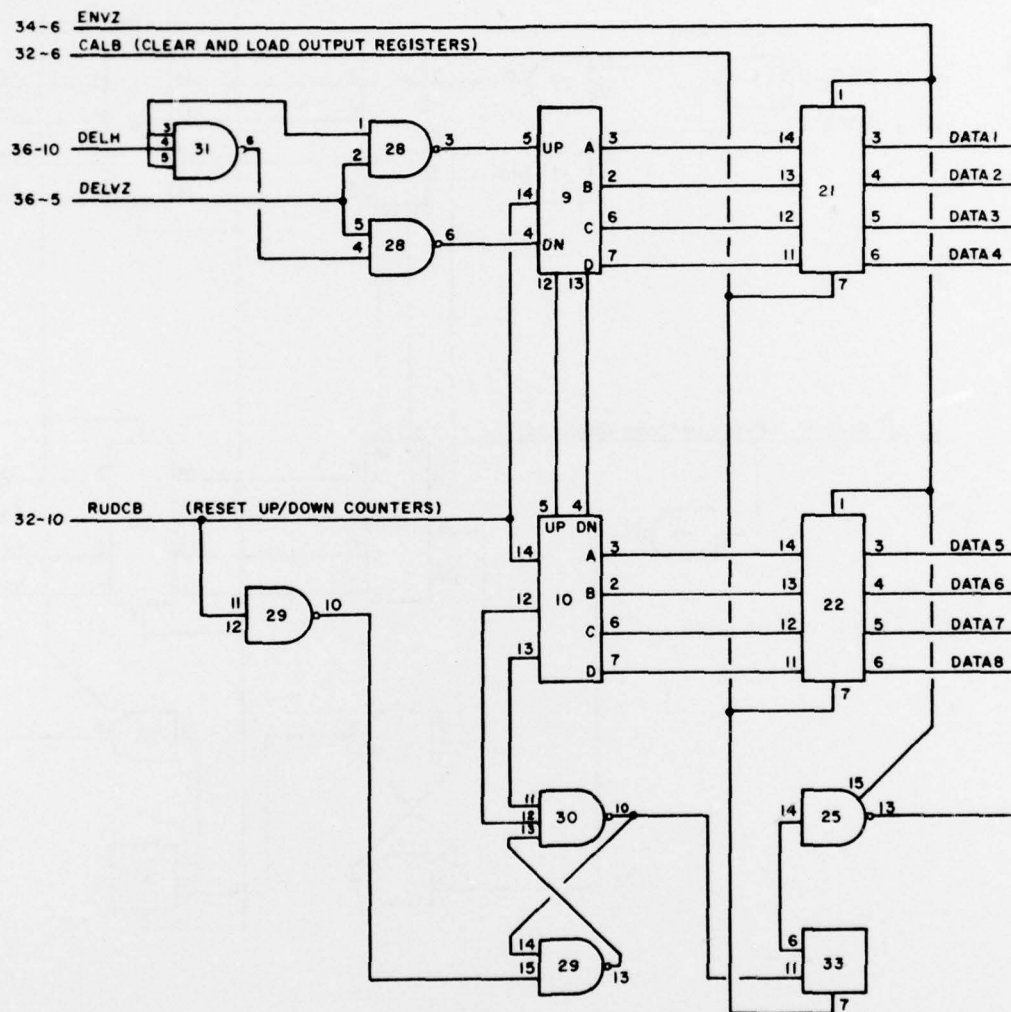 34-6 ENVZ
32-6 CALB (CLEAR AND LOAD OUTPUT REGISTERS)
1
36-10 DELH
3
4
5
31
6
1
2
28
3
5 UP A 3
14
B 2
9
C 6
4 DN D 7
12 13
14
13
12
11
21
3 DATA 1
4 DATA 2
5 DATA 3
6 DATA 4
7
36-5 DELVZ
5
4
28
6
32-10 RUDCB (RESET UP/DOWN COUNTERS)
11
12
29
10
5 4
UP DN
14
12
13
10
A 3
B 2
C 6
D 7
1
14
13
12
11
22
3 DATA 5
4 DATA 6
5 DATA 7
6 DATA 8
7
11
12
13
30
10
14
15
29
13
15
14
25
13
6
11
33
7